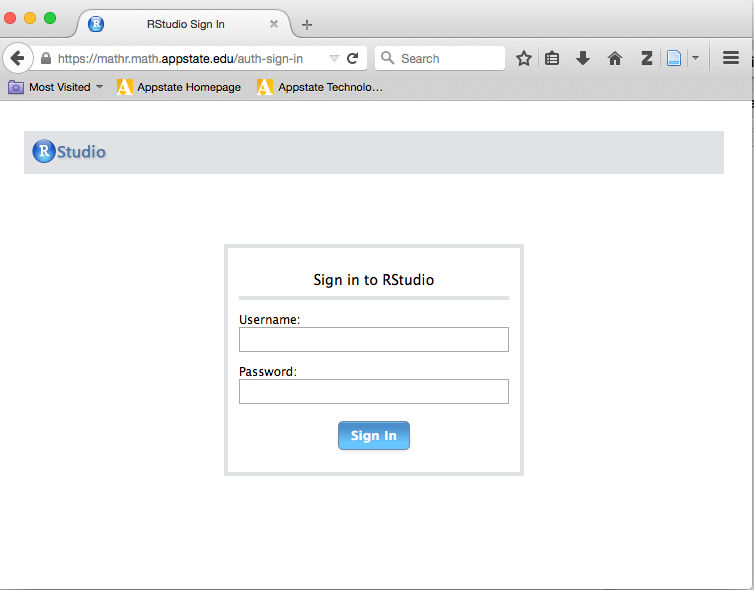 RStudio Sign In
https://mathr.math.appstate.edu/auth-sign-in
Search
Z
Most Visited
Appstate Homepage
Appstate Technolo...
R Studio
Sign in to RStudio
Username:
Password:
Sign In